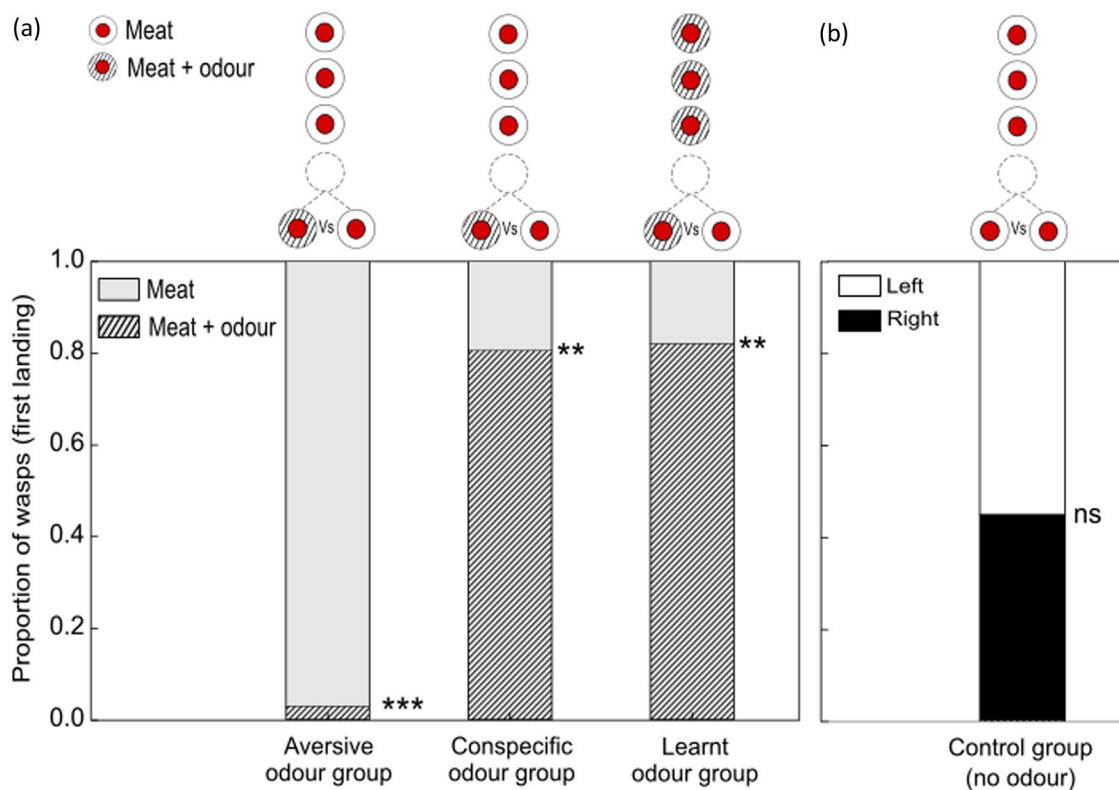 (a)
Meat
Meat + odour
Vs
Vs
Vs
Proportion of wasps (first landing)
1.0
0.8
0.6
0.4
0.2
0.0
Meat
Meat + odour
***
**
**
Aversive
odour group
Conspecific
odour group
Learnt
odour group
(b)
Vs
Left
Right
ns
Control group
(no odour)